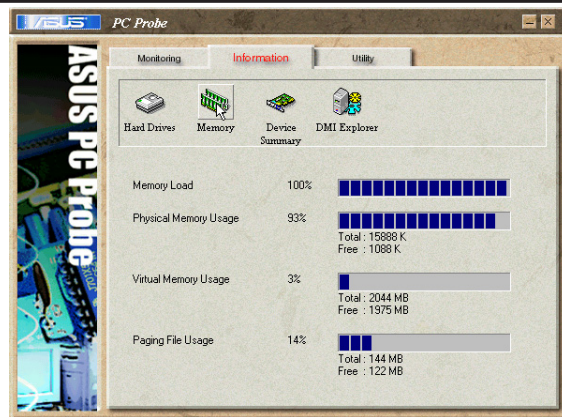 /ISUS PC Probe
ASUS PC Probe
Monitoring Information Utility
Hard Drives Memory Device Summary DMI Explorer
Memory Load 100%
Physical Memory Usage 93%
Total : 15888 K
Free : 1088 K
Virtual Memory Usage 3%
Total : 2044 MB
Free : 1975 MB
Paging File Usage 14%
Total : 144 MB
Free : 122 MB